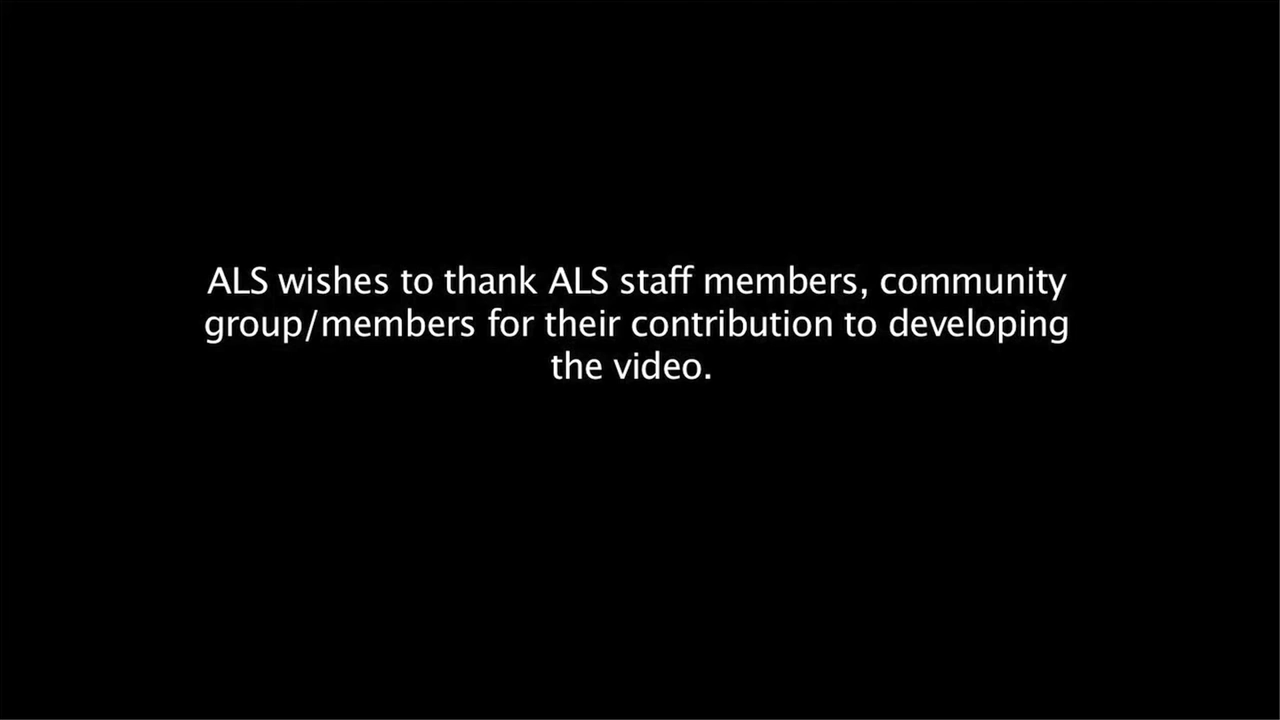 ALS wishes to thank ALS staff members, community
group/members for their contribution to developing
the video.